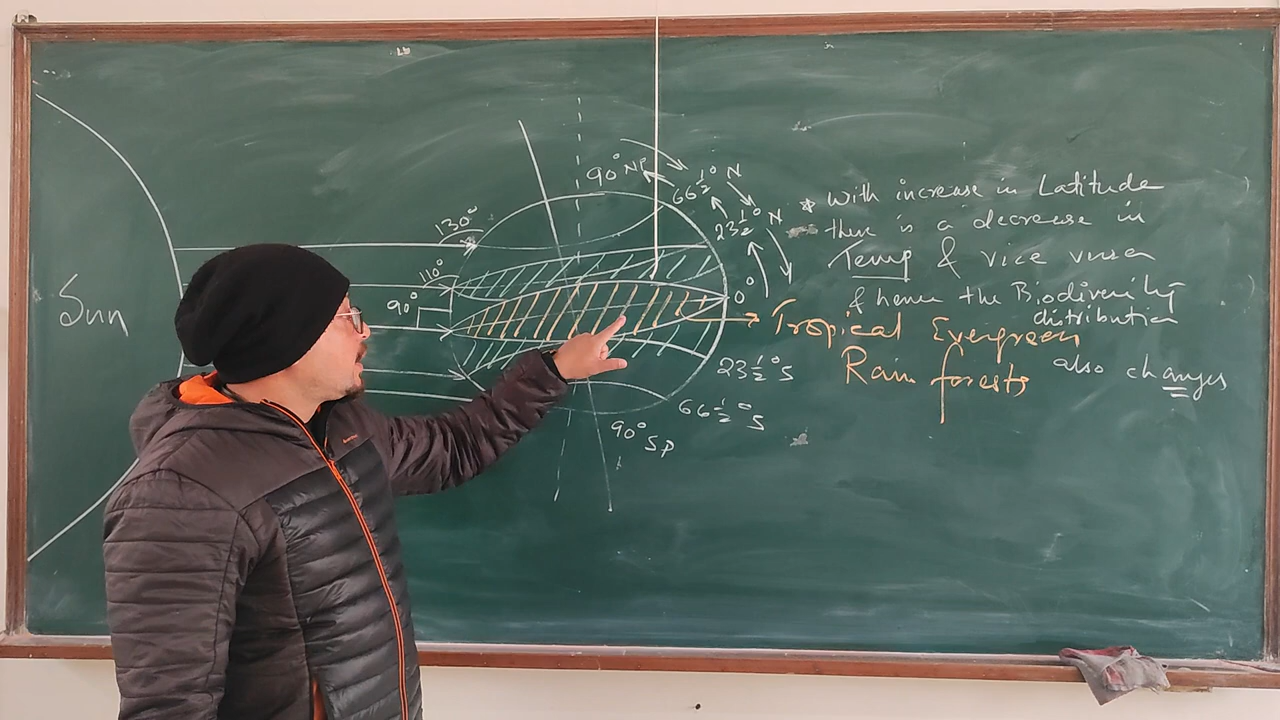 Sun
130°
110°
90°
90° NP
66½° N
23½° N
0°
23½° S
66½° S
90° SP
* With increase in Latitude
there is a decrease in
Temp & vice versa
& hence the Biodiversity
distribution
also changes
Tropical Evergreen
Rain forests